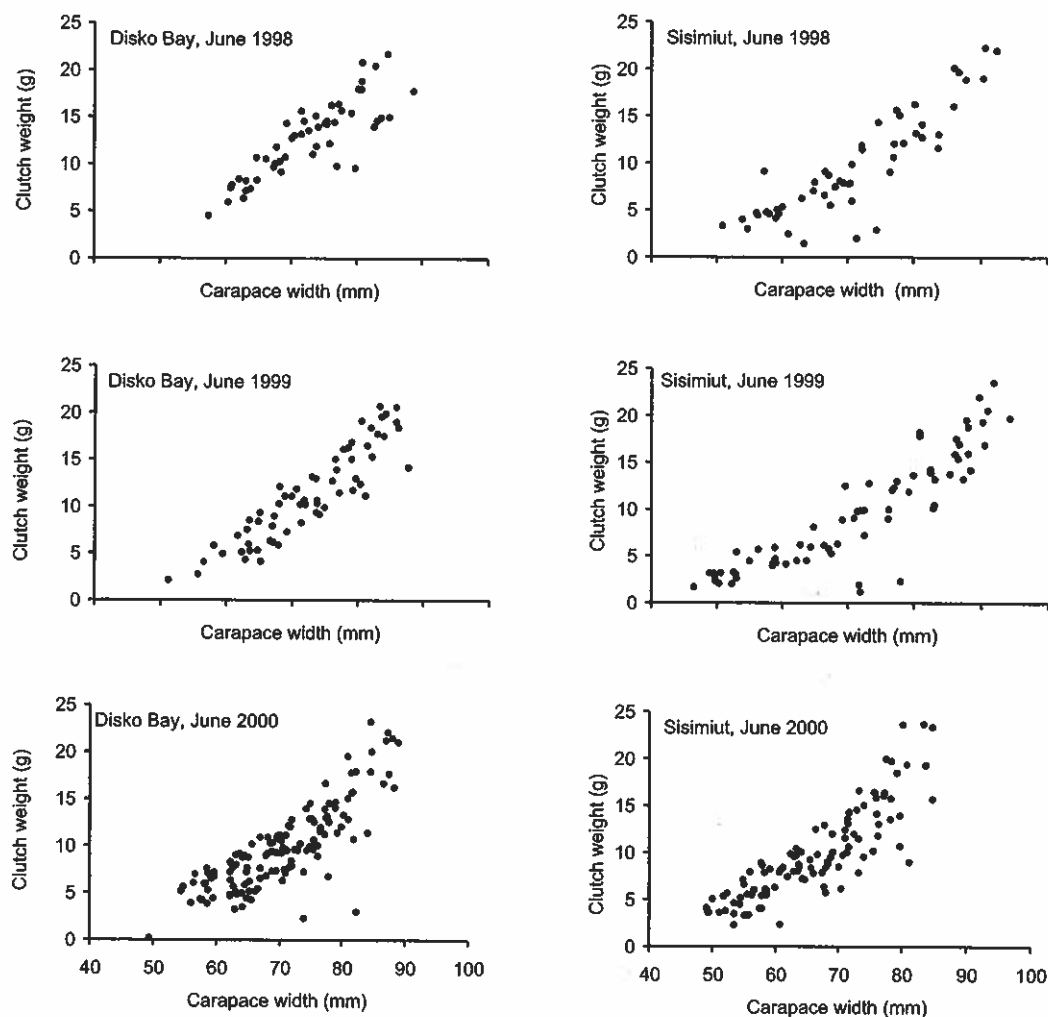 Disko Bay, June 1998
Clutch weight (g)
25
20
15
10
5
0
Carapace width (mm)
Sisimiut, June 1998
Clutch weight (g)
25
20
15
10
5
0
Carapace width (mm)
Disko Bay, June 1999
Clutch weight (g)
25
20
15
10
5
0
Carapace width (mm)
Sisimiut, June 1999
Clutch weight (g)
25
20
15
10
5
0
Carapace width (mm)
Disko Bay, June 2000
Clutch weight (g)
25
20
15
10
5
0
40 50 60 70 80 90 100
Carapace width (mm)
Sisimiut, June 2000
Clutch weight (g)
25
20
15
10
5
0
40 50 60 70 80 90 100
Carapace width (mm)